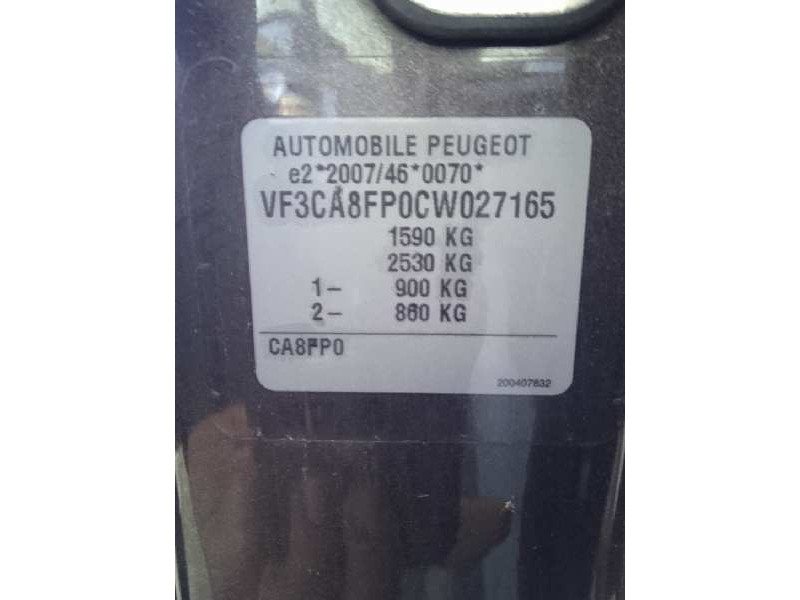 AUTOMOBILE PEUGEOT
e2*2007/46*0070*
VF3CA8FP0CW027165
1590 KG
2530 KG
1- 900 KG
2- 860 KG
CA8FP0
200407832